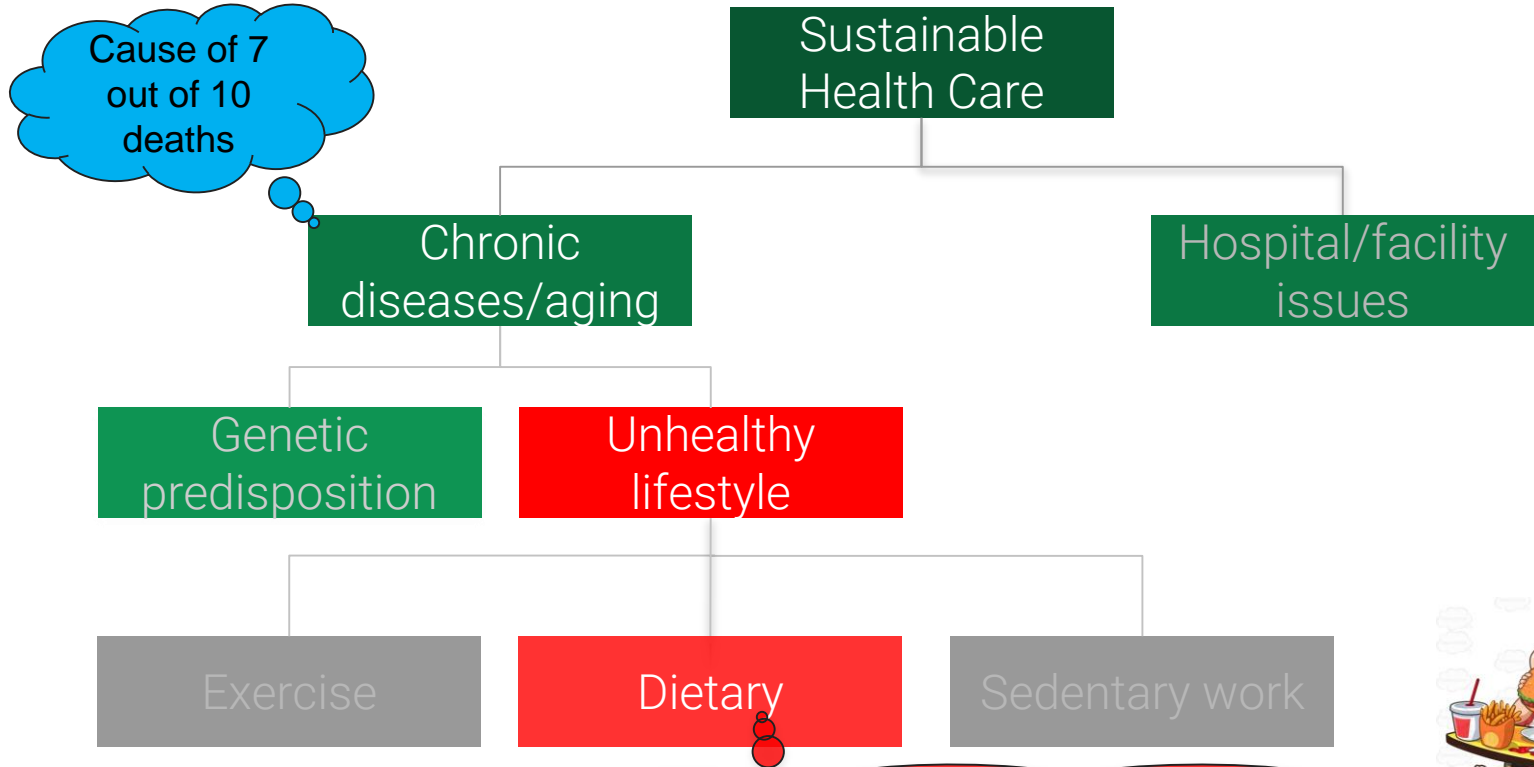 Cause of 7
out of 10
deaths
Sustainable
Health Care
Chronic
diseases/aging
Hospital/facility
issues
Genetic
predisposition
Unhealthy
lifestyle
Exercise
Dietary
Sedentary work